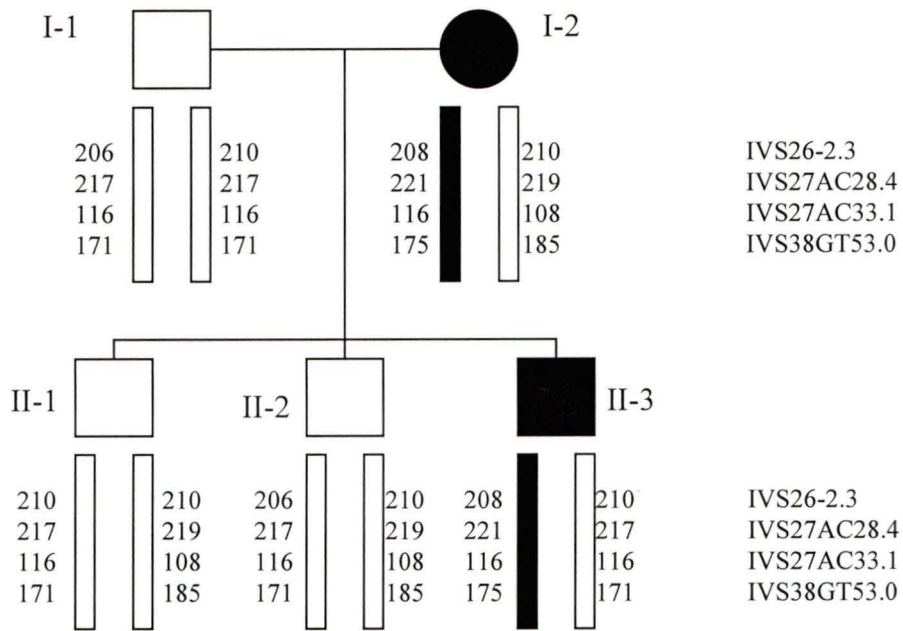 I-1 I-2
206 210 208 210 IVS26-2.3
217 217 221 219 IVS27AC28.4
116 116 116 108 IVS27AC33.1
171 171 175 185 IVS38GT53.0
II-1 II-2 II-3
210 210 206 210 208 210 IVS26-2.3
217 219 217 219 221 217 IVS27AC28.4
116 108 116 108 116 116 IVS27AC33.1
171 185 171 185 175 171 IVS38GT53.0